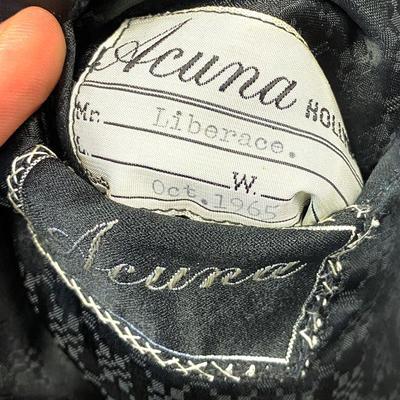 Acuna
Mr. Liberace.
W.
Oct. 1965
Acuna